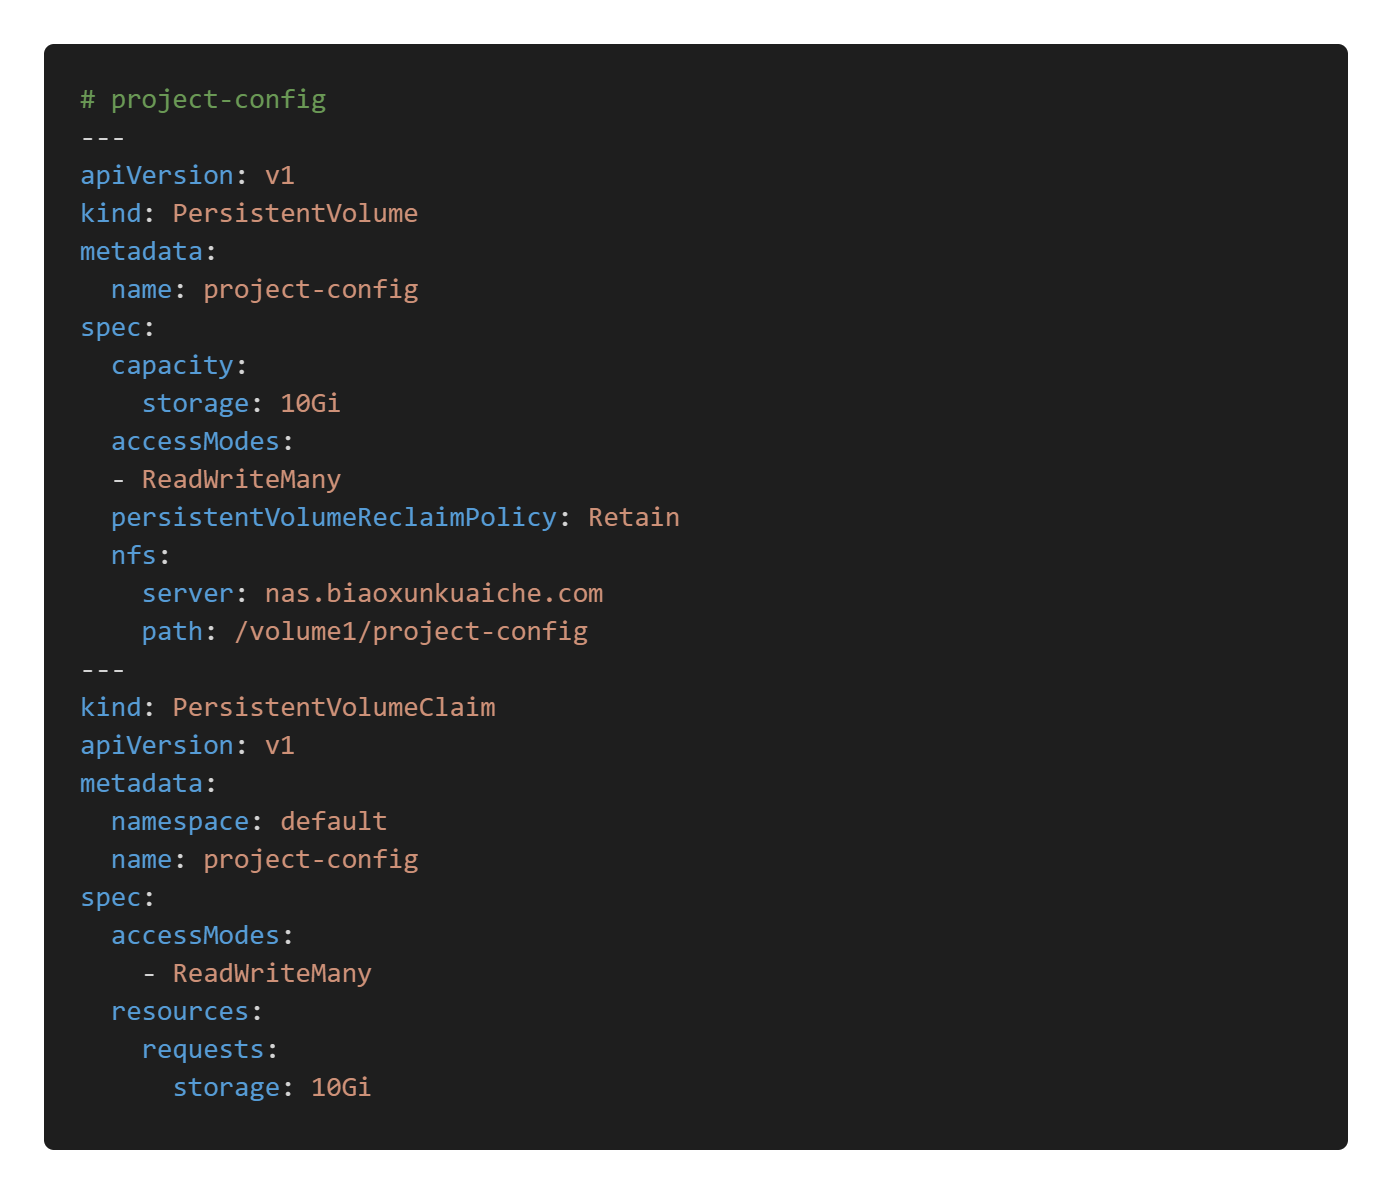 # project-config
---
apiVersion: v1
kind: PersistentVolume
metadata:
  name: project-config
spec:
  capacity:
    storage: 10Gi
  accessModes:
  - ReadWriteMany
  persistentVolumeReclaimPolicy: Retain
  nfs:
    server: nas.biaoxunkuaiche.com
    path: /volume1/project-config
---
kind: PersistentVolumeClaim
apiVersion: v1
metadata:
  namespace: default
  name: project-config
spec:
  accessModes:
    - ReadWriteMany
  resources:
    requests:
      storage: 10Gi